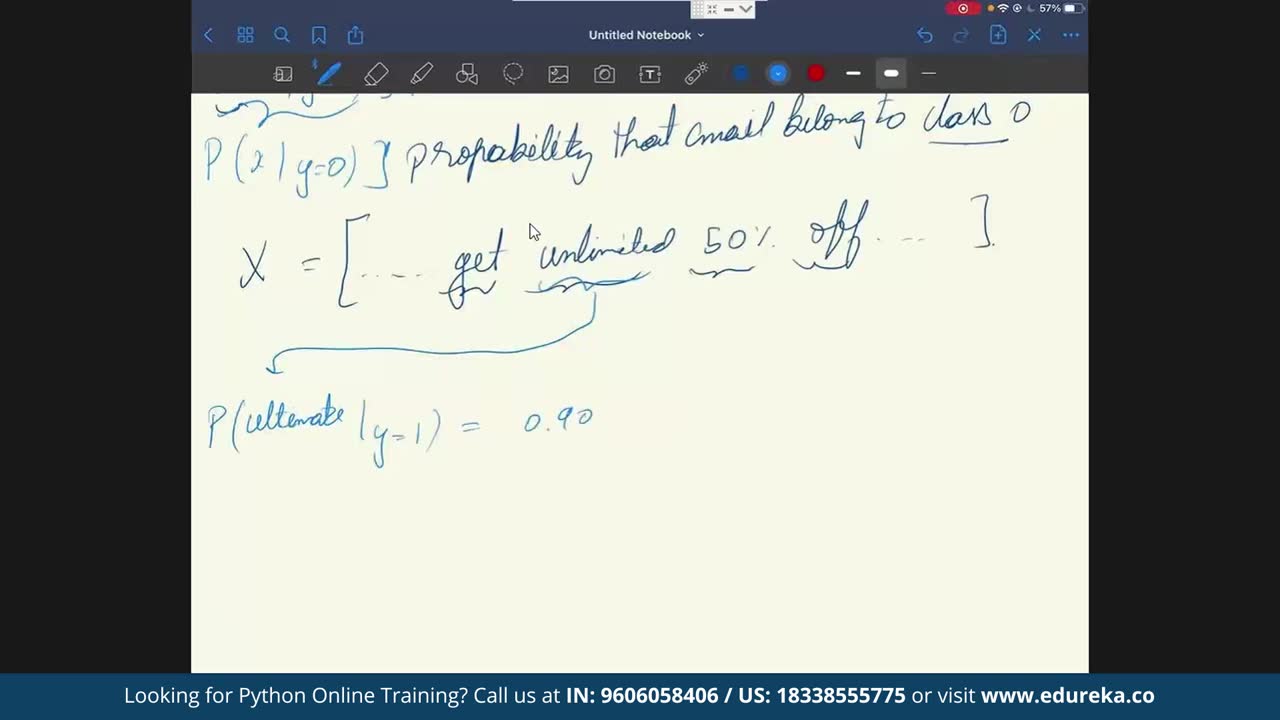 57%
Untitled Notebook
P(x|y=0)] propability that email belong to class 0
X = [..... get unlimited 50% off.... ]
P(ultemate |y=1) = 0.90
Looking for Python Online Training? Call us at IN: 9606058406 / US: 18338555775 or visit www.edureka.co